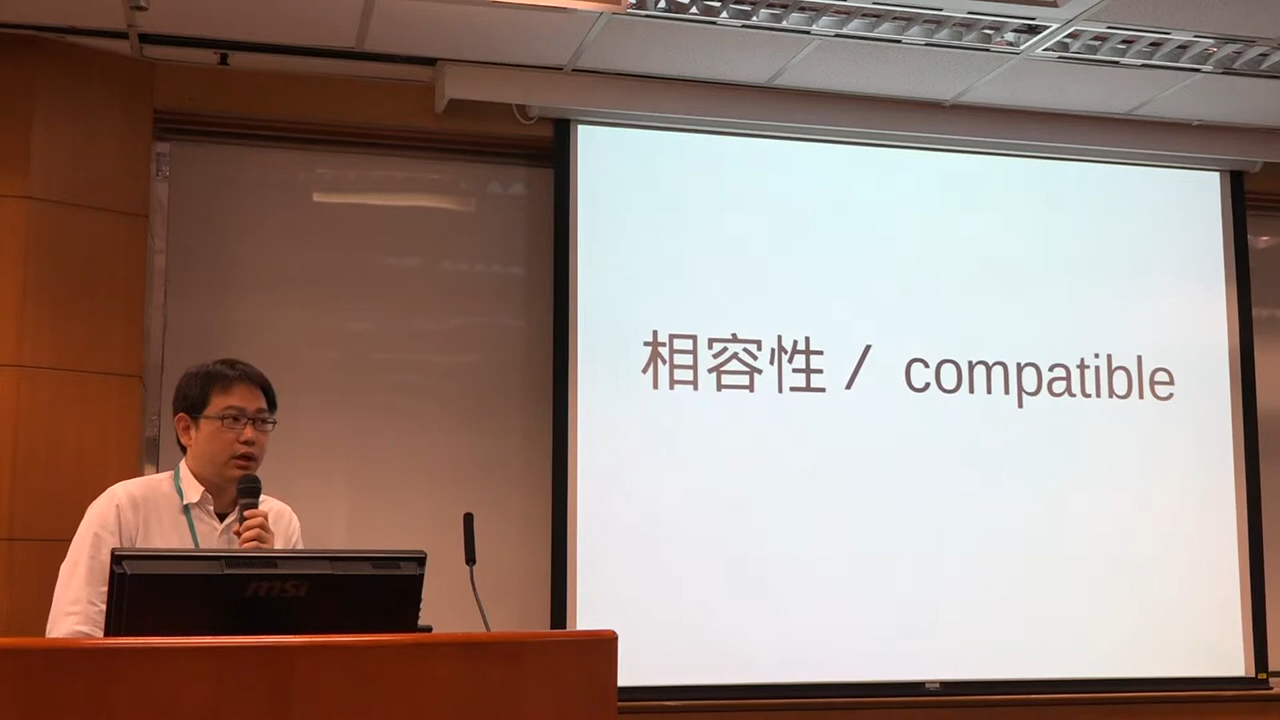 相容性 / compatible
msi